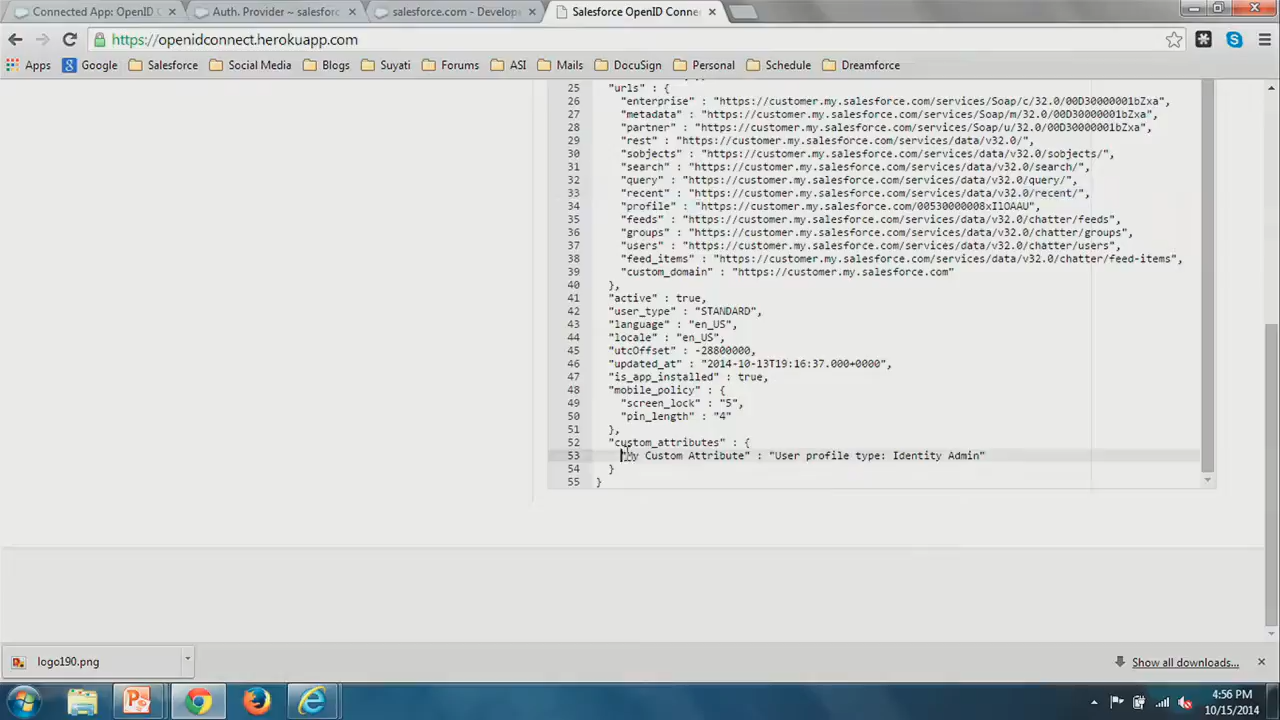 Connected App: OpenID C
Auth. Provider ~ salesforc
salesforce.com - Develope
Salesforce OpenID Connec
https://openidconnect.herokuapp.com
Apps Google Salesforce Social Media Blogs Suyati Forums ASI Mails DocuSign Personal Schedule Dreamforce
25 "urls" : {
26 "enterprise" : "https://customer.my.salesforce.com/services/Soap/c/32.0/00D30000001bZxa",
27 "metadata" : "https://customer.my.salesforce.com/services/Soap/m/32.0/00D30000001bZxa",
28 "partner" : "https://customer.my.salesforce.com/services/Soap/u/32.0/00D30000001bZxa",
29 "rest" : "https://customer.my.salesforce.com/services/data/v32.0/",
30 "sobjects" : "https://customer.my.salesforce.com/services/data/v32.0/sobjects/",
31 "search" : "https://customer.my.salesforce.com/services/data/v32.0/search/",
32 "query" : "https://customer.my.salesforce.com/services/data/v32.0/query/",
33 "recent" : "https://customer.my.salesforce.com/services/data/v32.0/recent/",
34 "profile" : "https://customer.my.salesforce.com/00530000008xI1OAAU",
35 "feeds" : "https://customer.my.salesforce.com/services/data/v32.0/chatter/feeds",
36 "groups" : "https://customer.my.salesforce.com/services/data/v32.0/chatter/groups",
37 "users" : "https://customer.my.salesforce.com/services/data/v32.0/chatter/users",
38 "feed_items" : "https://customer.my.salesforce.com/services/data/v32.0/chatter/feed-items",
39 "custom_domain" : "https://customer.my.salesforce.com"
40 },
41 "active" : true,
42 "user_type" : "STANDARD",
43 "language" : "en_US",
44 "locale" : "en_US",
45 "utcOffset" : -28800000,
46 "updated_at" : "2014-10-13T19:16:37.000+0000",
47 "is_app_installed" : true,
48 "mobile_policy" : {
49 "screen_lock" : "5",
50 "pin_length" : "4"
51 },
52 "custom_attributes" : {
53 "My Custom Attribute" : "User profile type: Identity Admin"
54 }
55 }
logo190.png
Show all downloads...
4:56 PM
10/15/2014